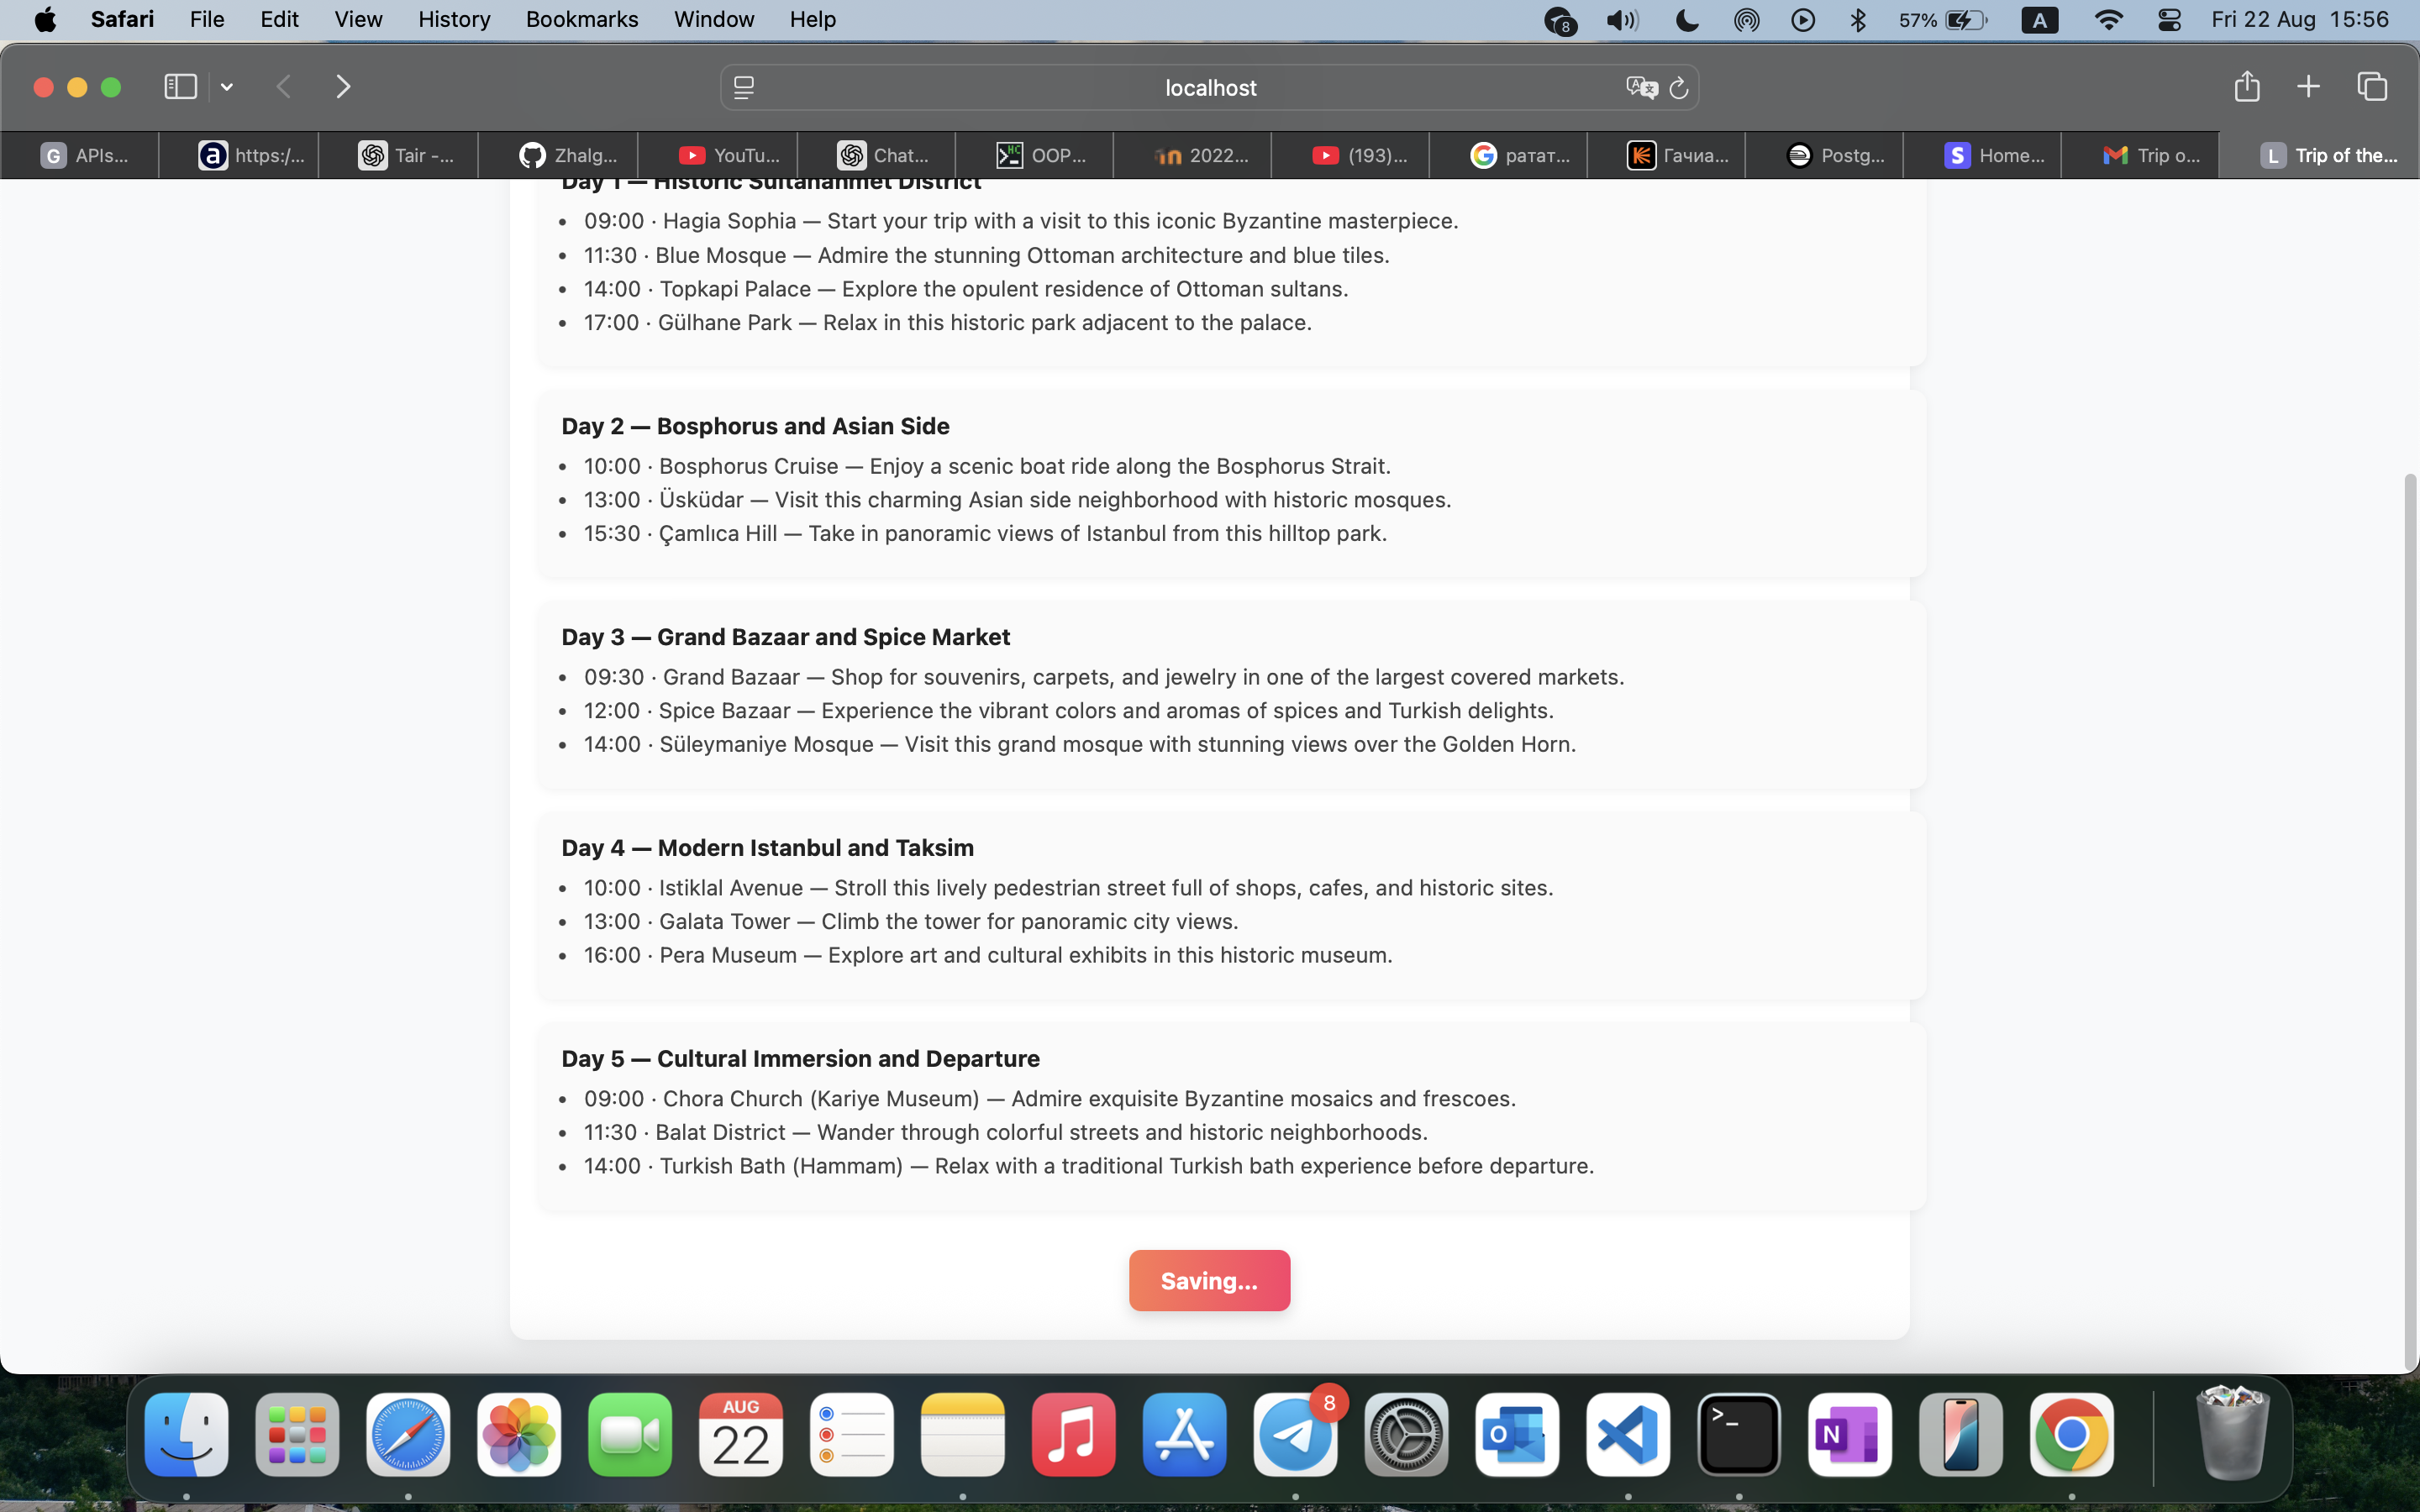 Safari File Edit View History Bookmarks Window Help 8 57% A Fri 22 Aug 15:56
localhost
G APIs... a https:/... Tair -... Zhalg... YouTu... Chat... OOP... 2022... (193)... ратат... Гачиа... Postg... S Home... Trip o... L Trip of the...
Day 1 — Historic Sultanahmet District
• 09:00 · Hagia Sophia — Start your trip with a visit to this iconic Byzantine masterpiece.
• 11:30 · Blue Mosque — Admire the stunning Ottoman architecture and blue tiles.
• 14:00 · Topkapi Palace — Explore the opulent residence of Ottoman sultans.
• 17:00 · Gülhane Park — Relax in this historic park adjacent to the palace.
Day 2 — Bosphorus and Asian Side
• 10:00 · Bosphorus Cruise — Enjoy a scenic boat ride along the Bosphorus Strait.
• 13:00 · Üsküdar — Visit this charming Asian side neighborhood with historic mosques.
• 15:30 · Çamlıca Hill — Take in panoramic views of Istanbul from this hilltop park.
Day 3 — Grand Bazaar and Spice Market
• 09:30 · Grand Bazaar — Shop for souvenirs, carpets, and jewelry in one of the largest covered markets.
• 12:00 · Spice Bazaar — Experience the vibrant colors and aromas of spices and Turkish delights.
• 14:00 · Süleymaniye Mosque — Visit this grand mosque with stunning views over the Golden Horn.
Day 4 — Modern Istanbul and Taksim
• 10:00 · Istiklal Avenue — Stroll this lively pedestrian street full of shops, cafes, and historic sites.
• 13:00 · Galata Tower — Climb the tower for panoramic city views.
• 16:00 · Pera Museum — Explore art and cultural exhibits in this historic museum.
Day 5 — Cultural Immersion and Departure
• 09:00 · Chora Church (Kariye Museum) — Admire exquisite Byzantine mosaics and frescoes.
• 11:30 · Balat District — Wander through colorful streets and historic neighborhoods.
• 14:00 · Turkish Bath (Hammam) — Relax with a traditional Turkish bath experience before departure.
Saving...
AUG
22
8
O
>_
N